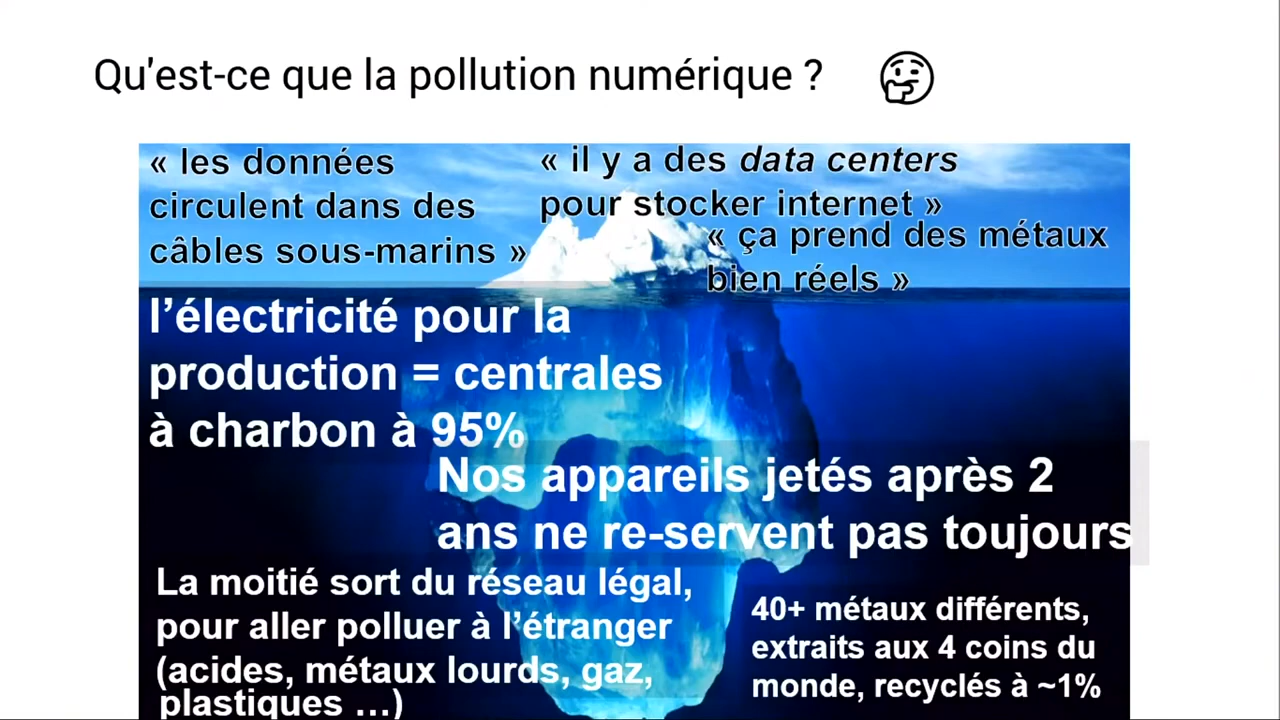 Qu'est-ce que la pollution numérique ?
« les données
circulent dans des
câbles sous-marins »
« il y a des data centers
pour stocker internet »
« ça prend des métaux
bien réels »
l’électricité pour la
production = centrales
à charbon à 95%
Nos appareils jetés après 2
ans ne re-servent pas toujours
La moitié sort du réseau légal,
pour aller polluer à l’étranger
(acides, métaux lourds, gaz,
plastiques …)
40+ métaux différents,
extraits aux 4 coins du
monde, recyclés à ~1%